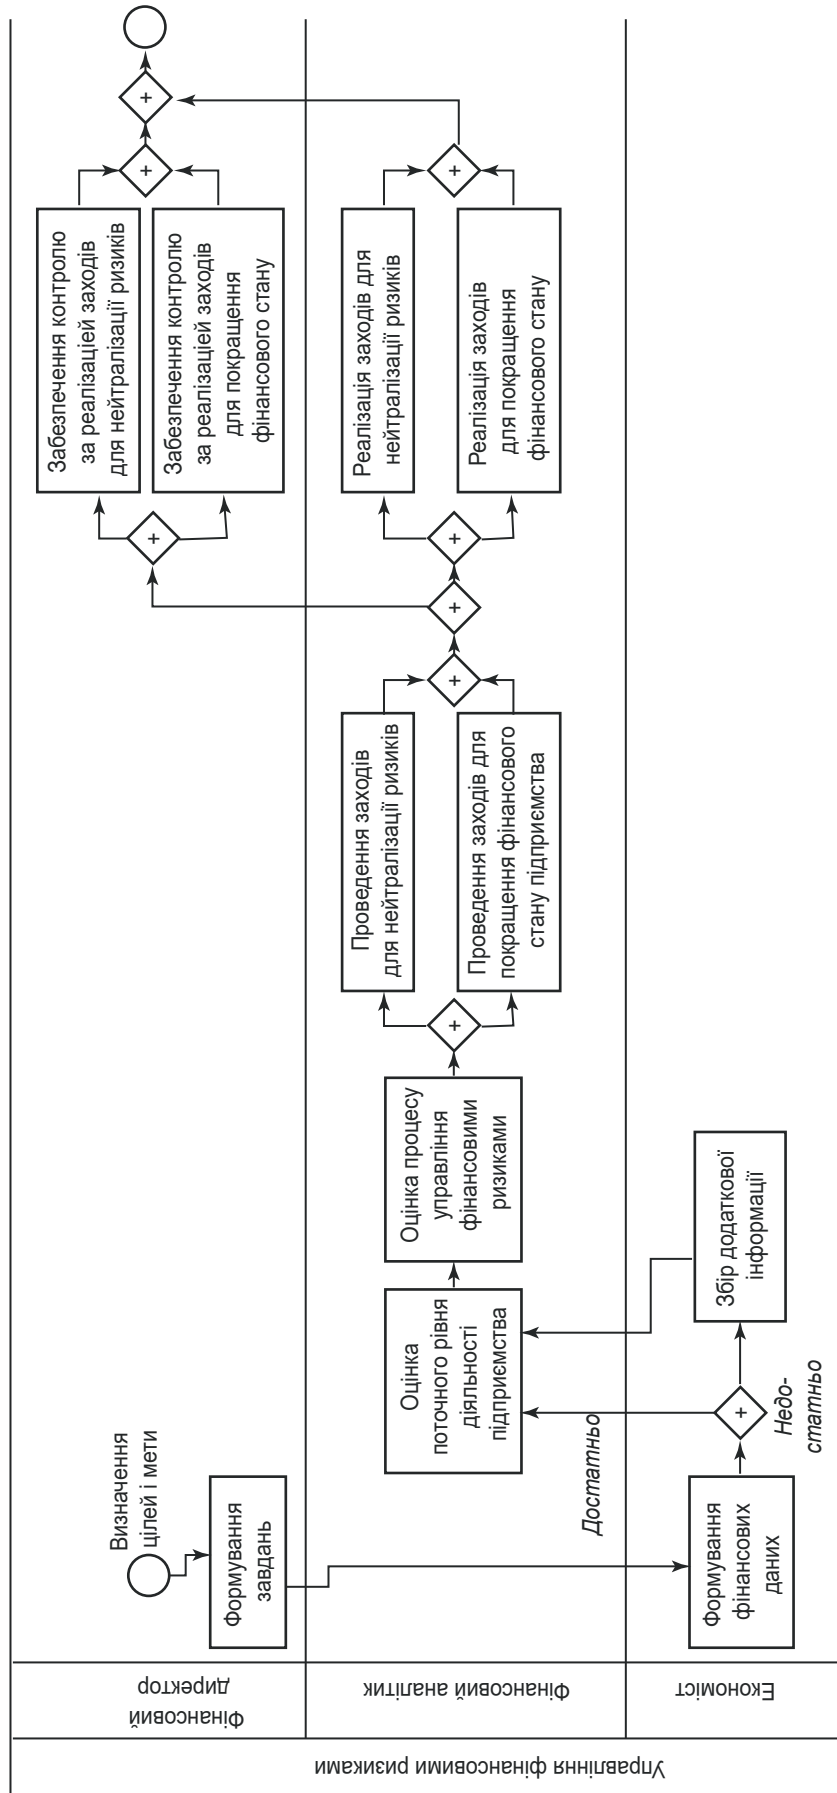 Управління фінансовими ризиками
Фінансовий
директор
Фінансовий аналітик
Економіст
Визначення
цілей і мети
Формування
завдань
Формування
фінансових
даних
Достатньо
Недо-
статньо
+
Збір додаткової
інформації
Оцінка
поточного рівня
діяльності
підприємства
Оцінка процесу
управління
фінансовими
ризиками
+
Проведення заходів
для нейтралізації ризиків
Проведення заходів для
покращення фінансового
стану підприємства
+
+
+
Реалізація заходів для
нейтралізації ризиків
Реалізація заходів
для покращення
фінансового стану
+
+
Забезпечення контролю
за реалізаціей заходів
для нейтралізації ризиків
Забезпечення контролю
за реалізаціей заходів
для покращення
фінансового стану
+
+